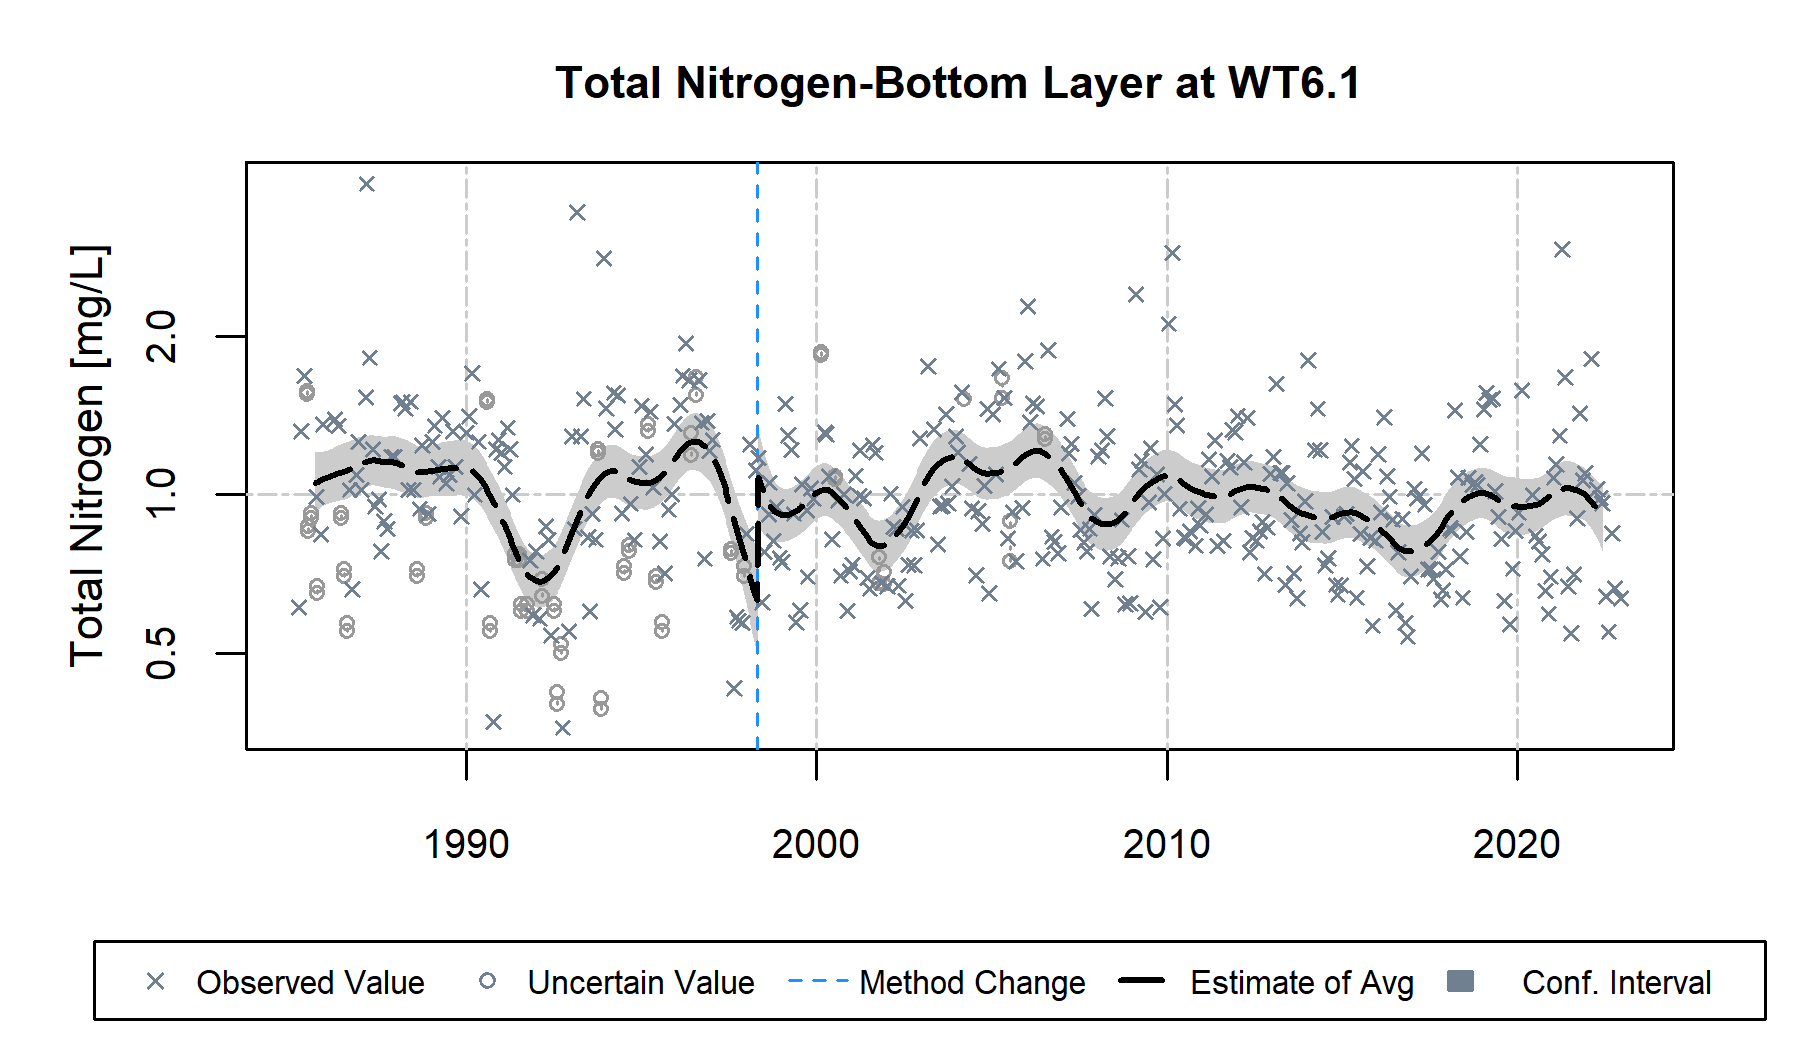 Total Nitrogen-Bottom Layer at WT6.1
Total Nitrogen [mg/L]
2.0
1.0
0.5
1990 2000 2010 2020
Observed Value Uncertain Value Method Change Estimate of Avg Conf. Interval